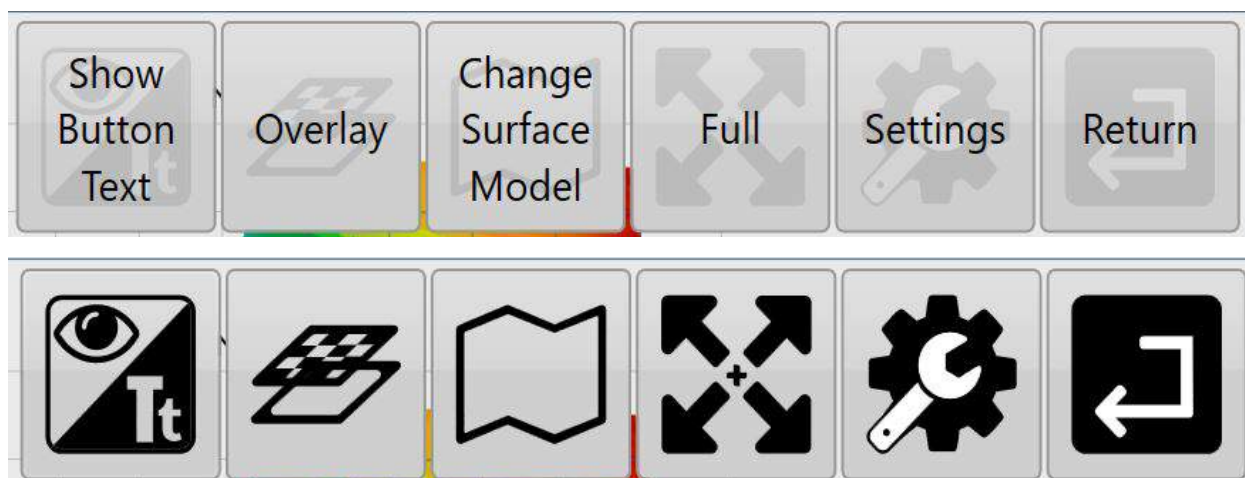 Show
Button
Text
Overlay
Change
Surface
Model
Full
Settings
Return
Tt